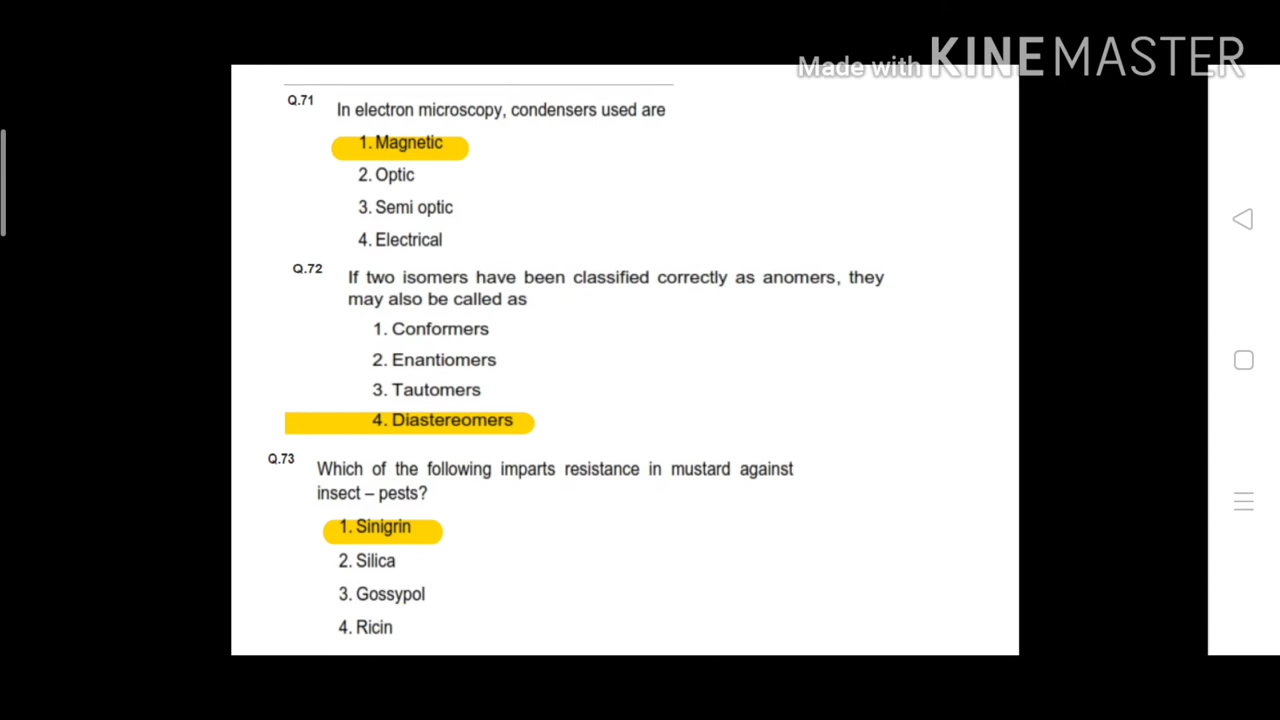 Made with KINEMASTER
Q.71 In electron microscopy, condensers used are
1. Magnetic
2. Optic
3. Semi optic
4. Electrical
Q.72 If two isomers have been classified correctly as anomers, they
may also be called as
1. Conformers
2. Enantiomers
3. Tautomers
4. Diastereomers
Q.73 Which of the following imparts resistance in mustard against
insect – pests?
1. Sinigrin
2. Silica
3. Gossypol
4. Ricin